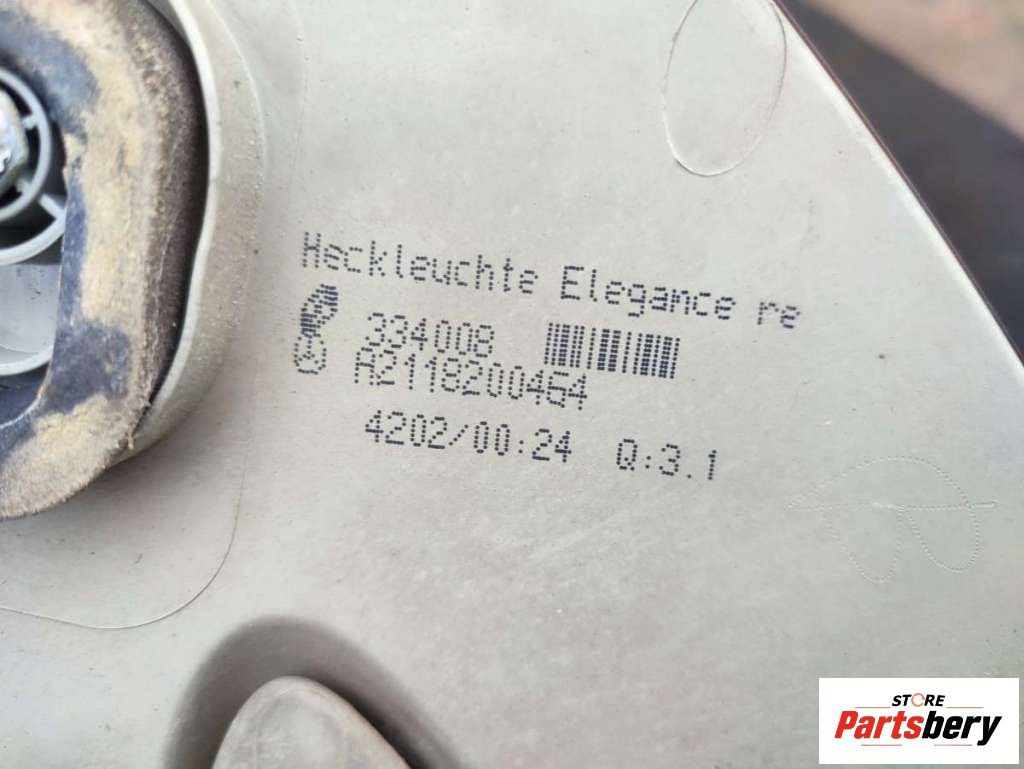 Heckleuchte Elegance re
334008
A2118200464
4202/00:24 Q:3.1
STORE
Partsbery